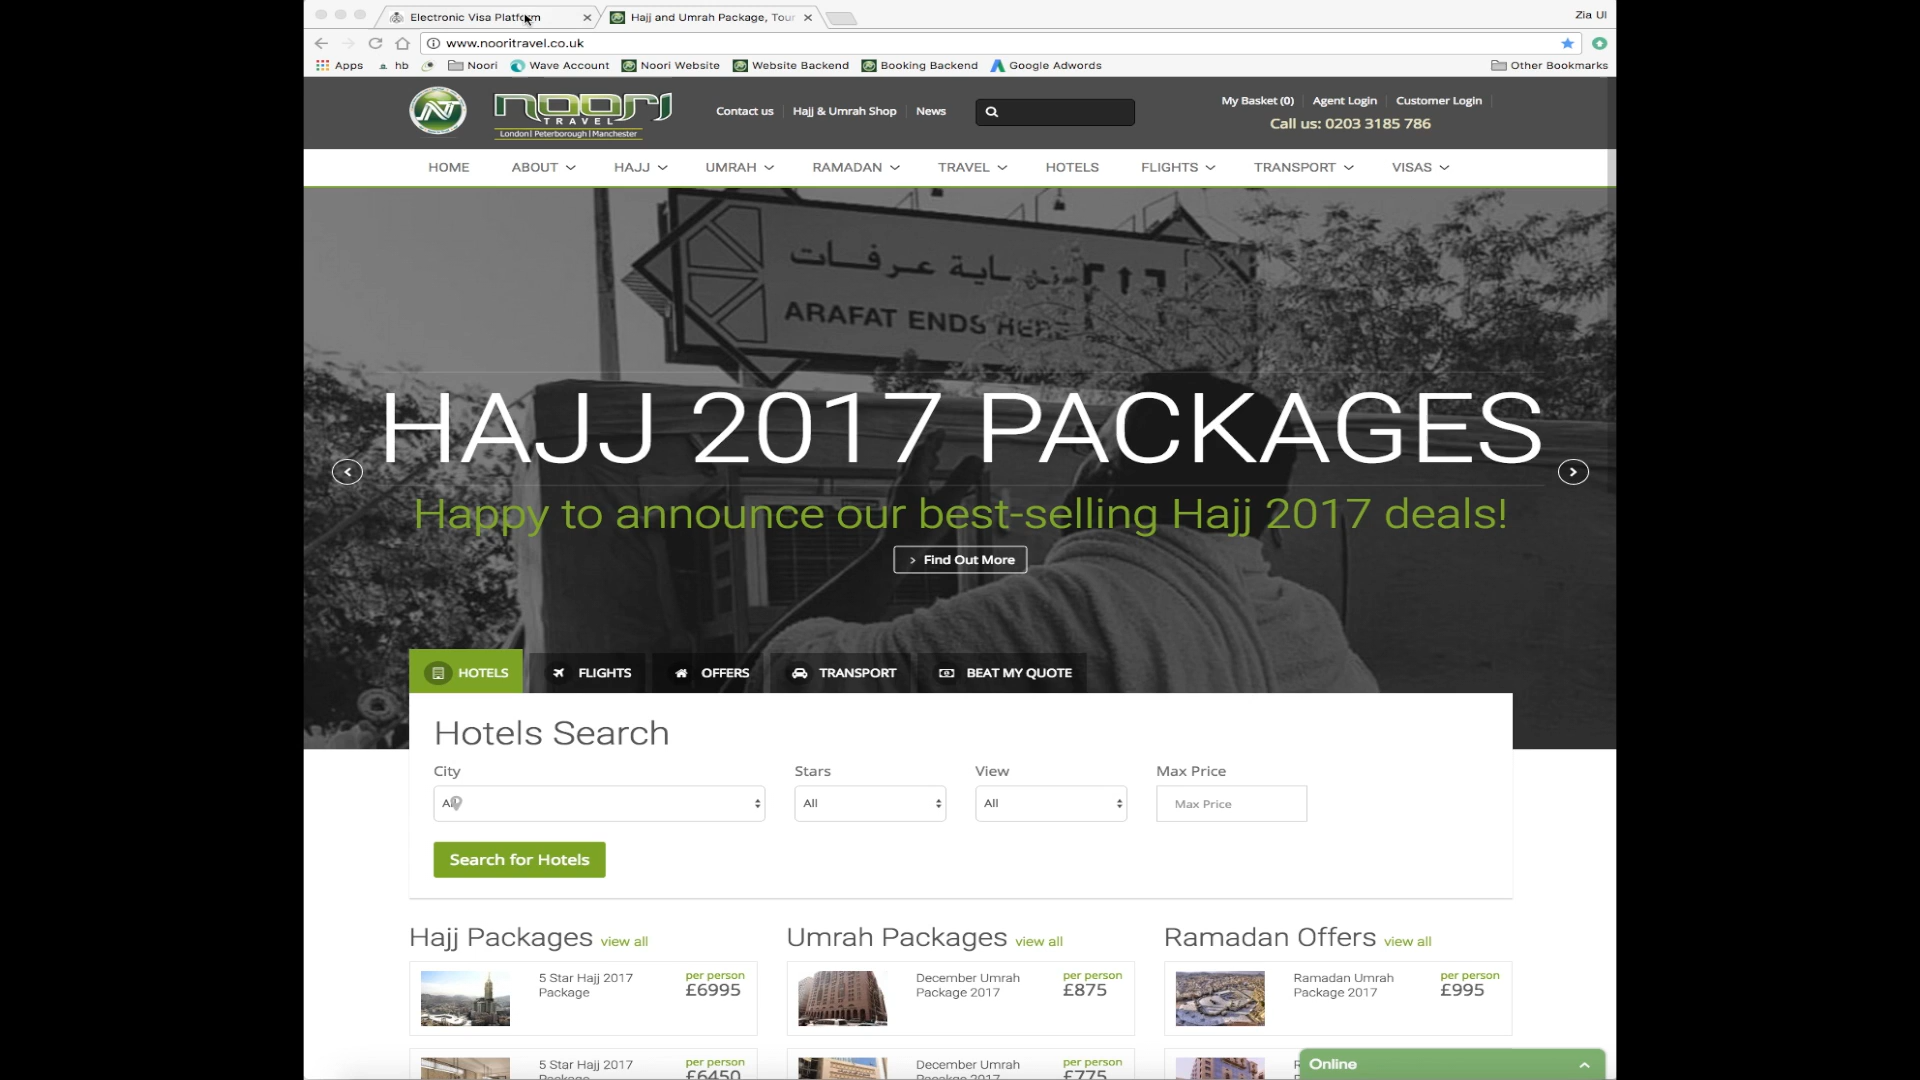 Electronic Visa Platform
Hajj and Umrah Package, Tour
Zia Ul
www.nooritravel.co.uk
Apps hb Noori Wave Account Noori Website Website Backend Booking Backend Google Adwords Other Bookmarks
NT NOORI
TRAVEL
London | Peterborough | Manchester
Contact us Hajj & Umrah Shop News
My Basket (0) Agent Login Customer Login
Call us: 0203 3185 786
HOME ABOUT HAJJ UMRAH RAMADAN TRAVEL HOTELS FLIGHTS TRANSPORT VISAS
نهاية عرفات
ARAFAT ENDS HERE
HAJJ 2017 PACKAGES
Happy to announce our best-selling Hajj 2017 deals!
> Find Out More
HOTELS FLIGHTS OFFERS TRANSPORT BEAT MY QUOTE
Hotels Search
City Stars View Max Price
All All All Max Price
Search for Hotels
Hajj Packages view all
5 Star Hajj 2017
Package
per person
£6995
5 Star Hajj 2017
Package
per person
£6450
Umrah Packages view all
December Umrah
Package 2017
per person
£875
December Umrah
Package 2017
per person
£775
Ramadan Offers view all
Ramadan Umrah
Package 2017
per person
£995
Online